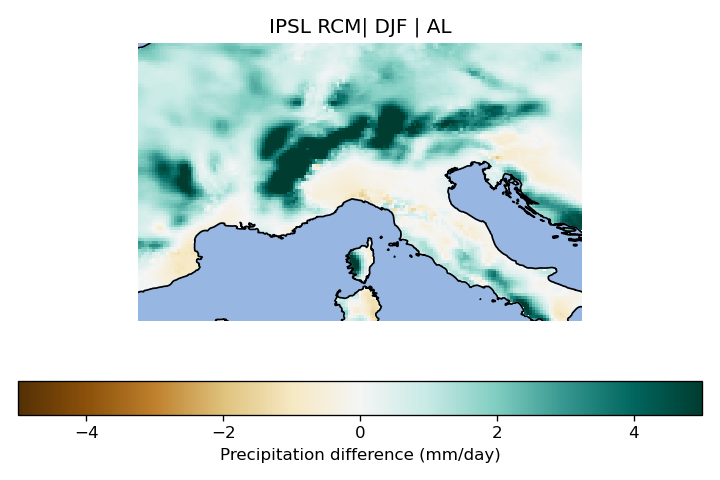 IPSL RCM| DJF | AL
−4 −2 0 2 4
Precipitation difference (mm/day)